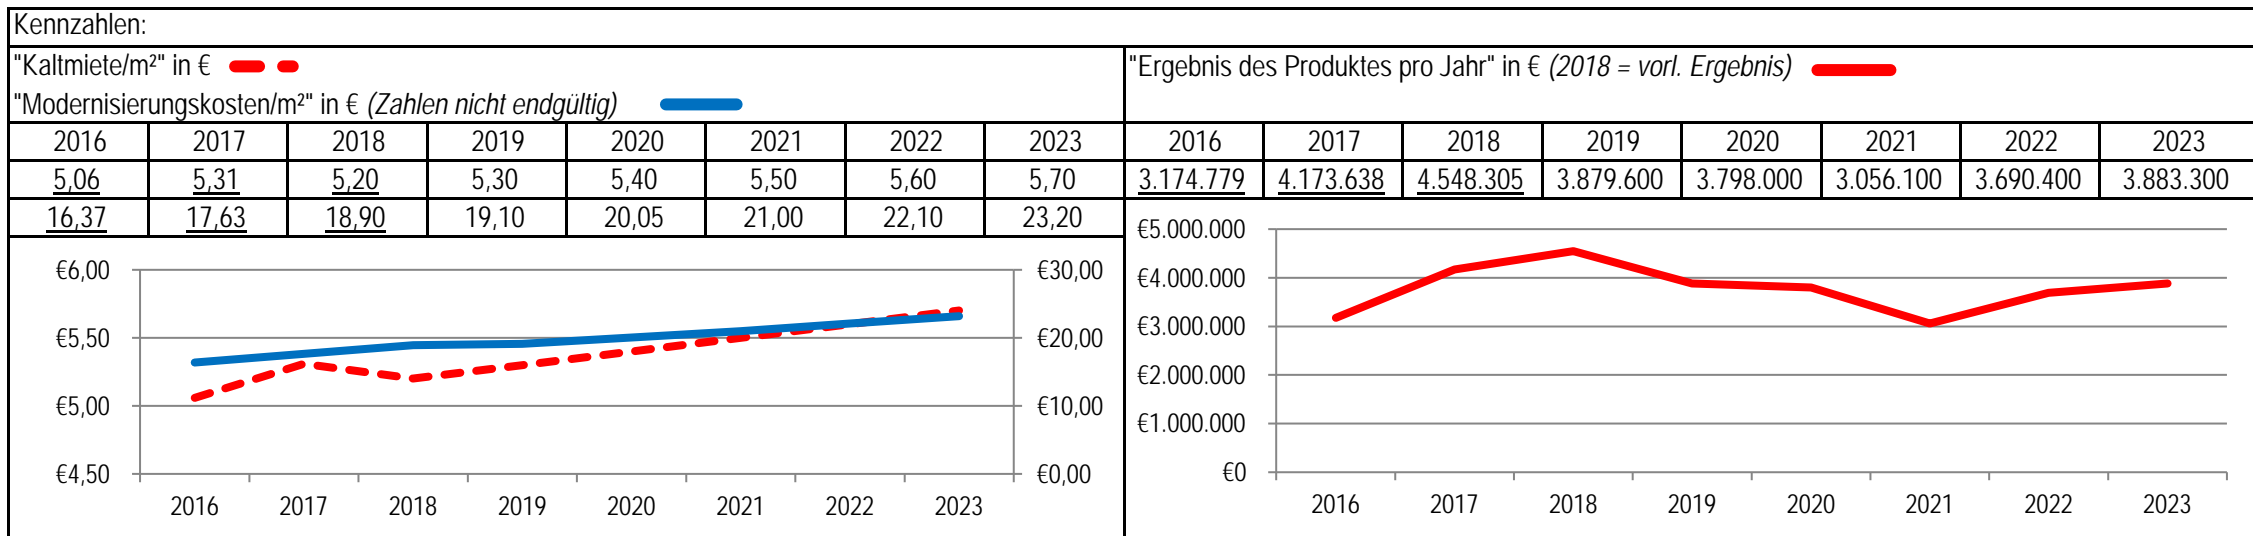 Kennzahlen:
"Kaltmiete/m²" in €
"Modernisierungskosten/m²" in € (Zahlen nicht endgültig)
2016 2017 2018 2019 2020 2021 2022 2023
5,06 5,31 5,20 5,30 5,40 5,50 5,60 5,70
16,37 17,63 18,90 19,10 20,05 21,00 22,10 23,20
€6,00 €30,00
€5,50 €20,00
€5,00 €10,00
€4,50 €0,00
2016 2017 2018 2019 2020 2021 2022 2023
"Ergebnis des Produktes pro Jahr" in € (2018 = vorl. Ergebnis)
2016 2017 2018 2019 2020 2021 2022 2023
3.174.779 4.173.638 4.548.305 3.879.600 3.798.000 3.056.100 3.690.400 3.883.300
€5.000.000
€4.000.000
€3.000.000
€2.000.000
€1.000.000
€0
2016 2017 2018 2019 2020 2021 2022 2023